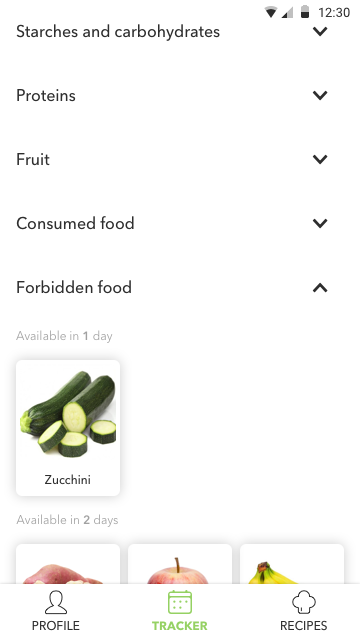 12:30
Starches and carbohydrates
Proteins
Fruit
Consumed food
Forbidden food
Available in 1 day
Zucchini
Available in 2 days
PROFILE
TRACKER
RECIPES